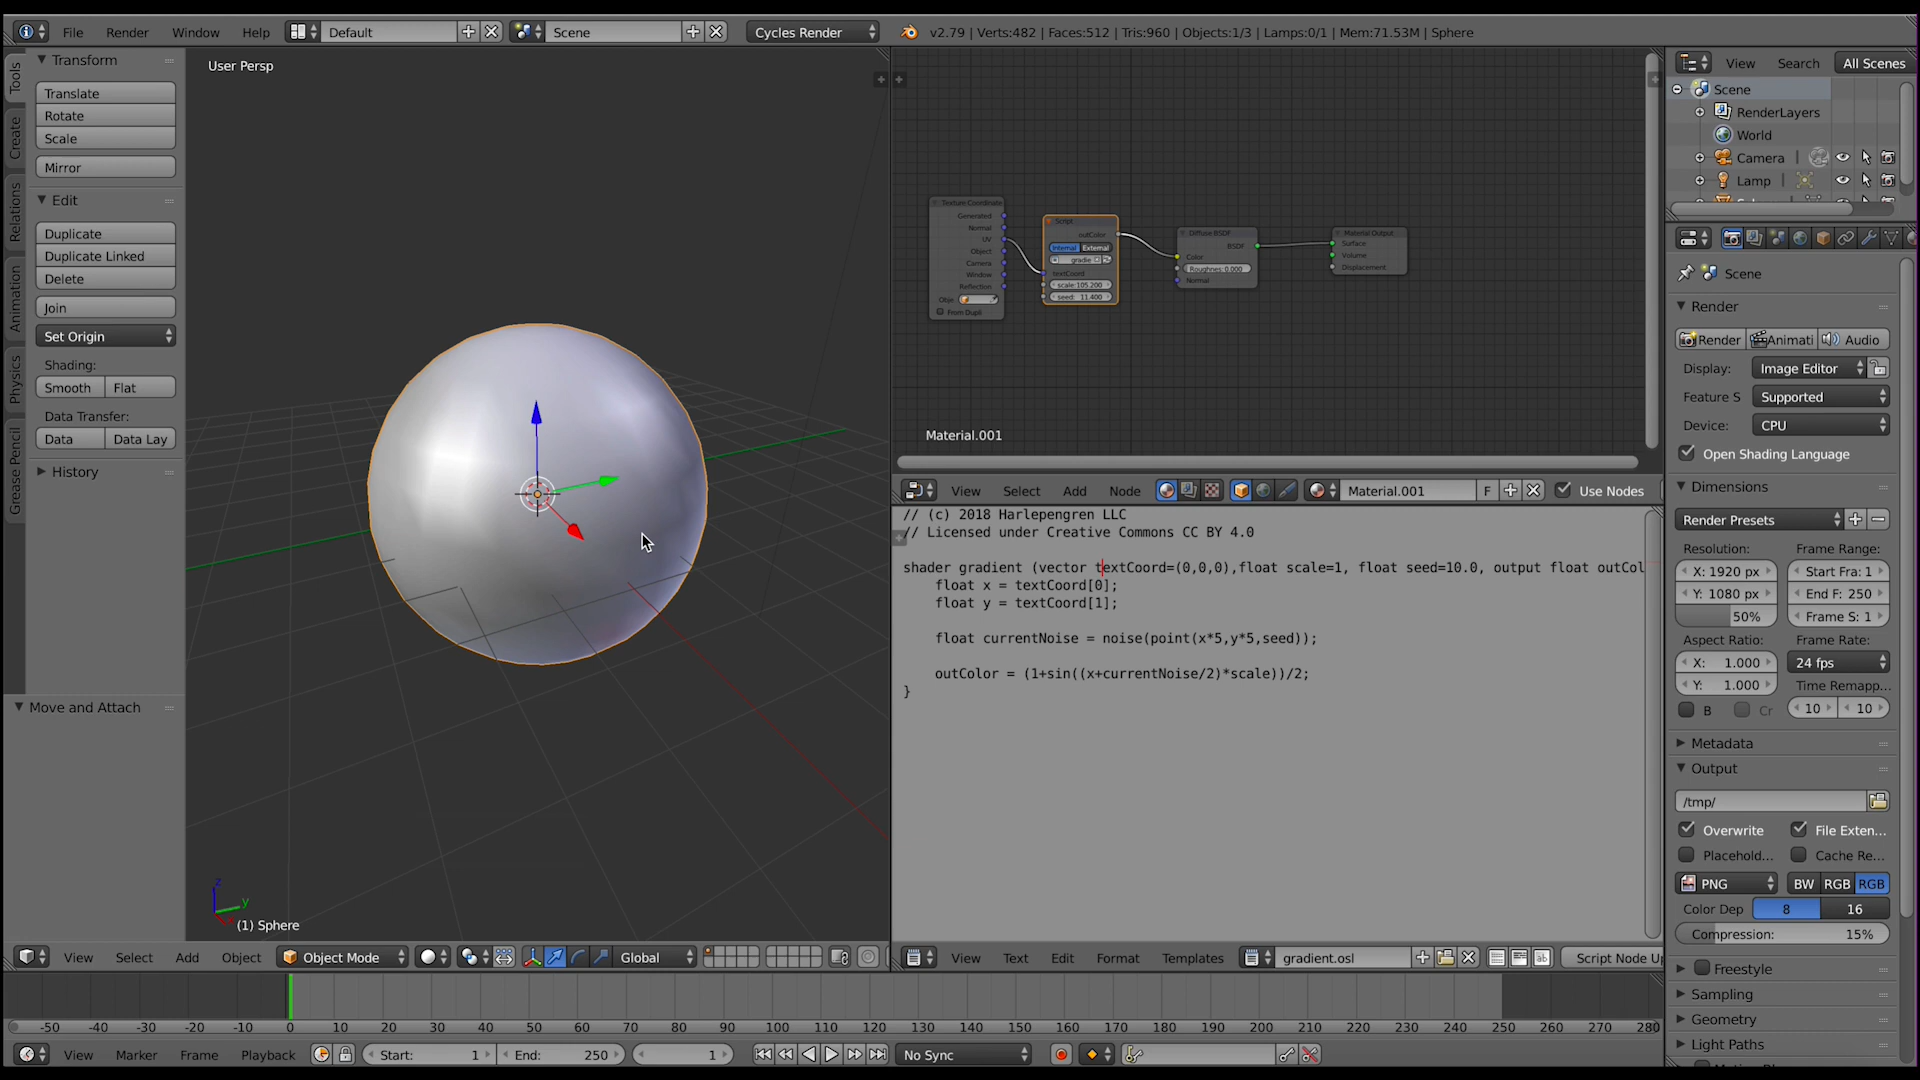 File Render Window Help Default Scene Cycles Render v2.79 | Verts:482 | Faces:512 | Tris:960 | Objects:1/3 | Lamps:0/1 | Mem:71.53M | Sphere
Tools
Create
Relations
Animation
Physics
Grease Pencil
Transform
Translate
Rotate
Scale
Mirror
Edit
Duplicate
Duplicate Linked
Delete
Join
Set Origin
Shading:
Smooth Flat
Data Transfer:
Data Data Lay
History
Move and Attach
User Persp
z
y
(1) Sphere
View Select Add Object Object Mode Global
Texture Coordinate
Generated
Normal
UV
Object
Camera
Window
Reflection
Obje
From Dupli
Script
outColor
Internal External
gradie
textCoord
scale:105.200
seed: 11.400
Diffuse BSDF
BSDF
Color
Roughnes:0.000
Normal
Material Output
Surface
Volume
Displacement
Material.001
View Select Add Node Material.001 F Use Nodes
// (c) 2018 Harlepengren LLC
// Licensed under Creative Commons CC BY 4.0
shader gradient (vector textCoord=(0,0,0),float scale=1, float seed=10.0, output float outCol
float x = textCoord[0];
float y = textCoord[1];
float currentNoise = noise(point(x*5,y*5,seed));
outColor = (1+sin((x+currentNoise/2)*scale))/2;
}
View Text Edit Format Templates gradient.osl Script Node Up
View Search All Scenes
Scene
RenderLayers
World
Camera
Lamp
Scene
Render
Render Animati Audio
Display: Image Editor
Feature S Supported
Device: CPU
Open Shading Language
Dimensions
Render Presets
Resolution: Frame Range:
X: 1920 px Start Fra: 1
Y: 1080 px End F: 250
50% Frame S: 1
Aspect Ratio: Frame Rate:
X: 1.000 24 fps
Y: 1.000 Time Remapp...
B Cr 10 10
Metadata
Output
/tmp/
Overwrite File Exten...
Placehold... Cache Re...
PNG BW RGB RGB
Color Dep 8 16
Compression: 15%
Freestyle
Sampling
Geometry
Light Paths
-50 -40 -30 -20 -10 0 10 20 30 40 50 60 70 80 90 100 110 120 130 140 150 160 170 180 190 200 210 220 230 240 250 260 270 280
View Marker Frame Playback Start: 1 End: 250 1 No Sync